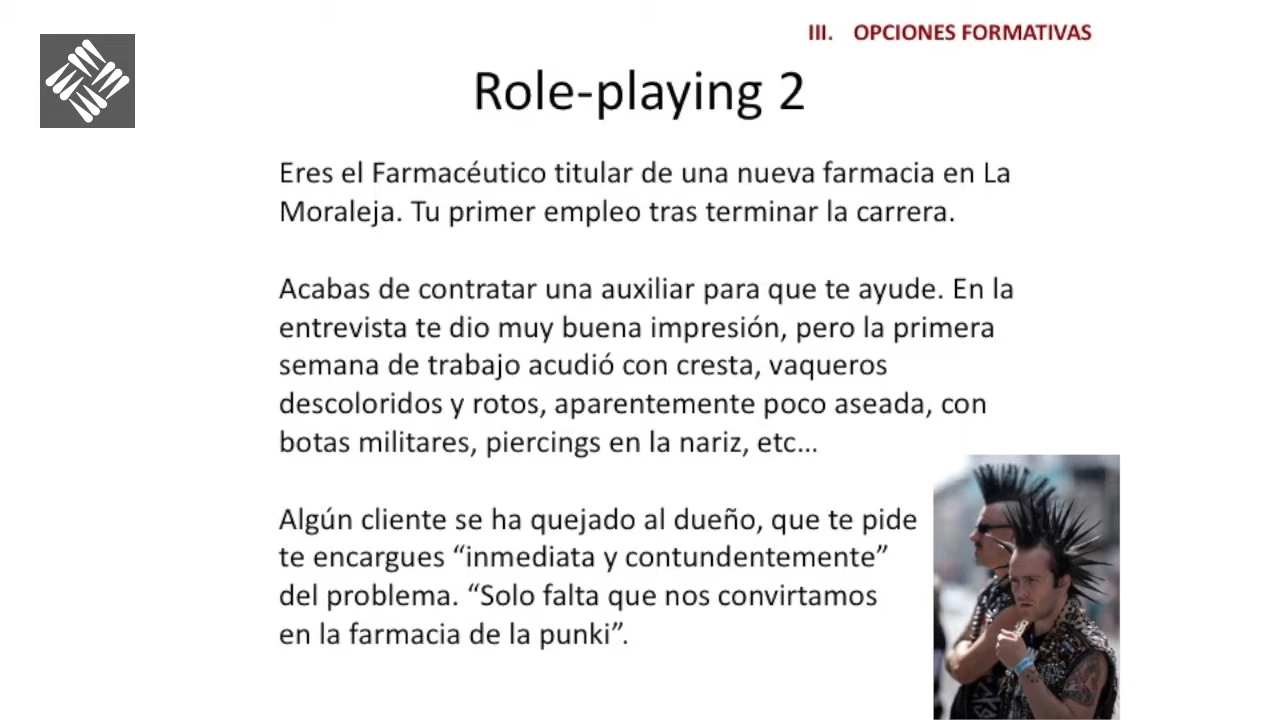 III. OPCIONES FORMATIVAS
Role-playing 2
Eres el Farmacéutico titular de una nueva farmacia en La
Moraleja. Tu primer empleo tras terminar la carrera.
Acabas de contratar una auxiliar para que te ayude. En la
entrevista te dio muy buena impresión, pero la primera
semana de trabajo acudió con cresta, vaqueros
descoloridos y rotos, aparentemente poco aseada, con
botas militares, piercings en la nariz, etc...
Algún cliente se ha quejado al dueño, que te pide
te encargues “inmediata y contundentemente”
del problema. “Solo falta que nos convirtamos
en la farmacia de la punki”.